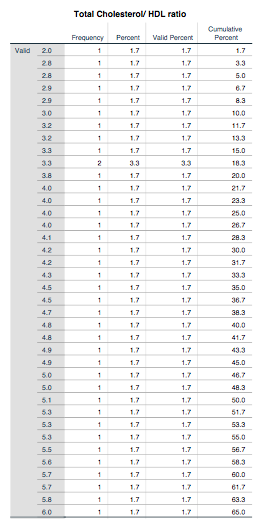 Total Cholesterol/ HDL ratio
Frequency Percent Valid Percent Cumulative Percent
Valid 2.0 1 1.7 1.7 1.7
2.8 1 1.7 1.7 3.3
2.8 1 1.7 1.7 5.0
2.9 1 1.7 1.7 6.7
2.9 1 1.7 1.7 8.3
3.0 1 1.7 1.7 10.0
3.2 1 1.7 1.7 11.7
3.2 1 1.7 1.7 13.3
3.3 1 1.7 1.7 15.0
3.3 2 3.3 3.3 18.3
3.8 1 1.7 1.7 20.0
4.0 1 1.7 1.7 21.7
4.0 1 1.7 1.7 23.3
4.0 1 1.7 1.7 25.0
4.0 1 1.7 1.7 26.7
4.1 1 1.7 1.7 28.3
4.2 1 1.7 1.7 30.0
4.2 1 1.7 1.7 31.7
4.3 1 1.7 1.7 33.3
4.5 1 1.7 1.7 35.0
4.5 1 1.7 1.7 36.7
4.7 1 1.7 1.7 38.3
4.8 1 1.7 1.7 40.0
4.8 1 1.7 1.7 41.7
4.9 1 1.7 1.7 43.3
4.9 1 1.7 1.7 45.0
5.0 1 1.7 1.7 46.7
5.0 1 1.7 1.7 48.3
5.1 1 1.7 1.7 50.0
5.3 1 1.7 1.7 51.7
5.3 1 1.7 1.7 53.3
5.3 1 1.7 1.7 55.0
5.5 1 1.7 1.7 56.7
5.6 1 1.7 1.7 58.3
5.7 1 1.7 1.7 60.0
5.7 1 1.7 1.7 61.7
5.8 1 1.7 1.7 63.3
6.0 1 1.7 1.7 65.0